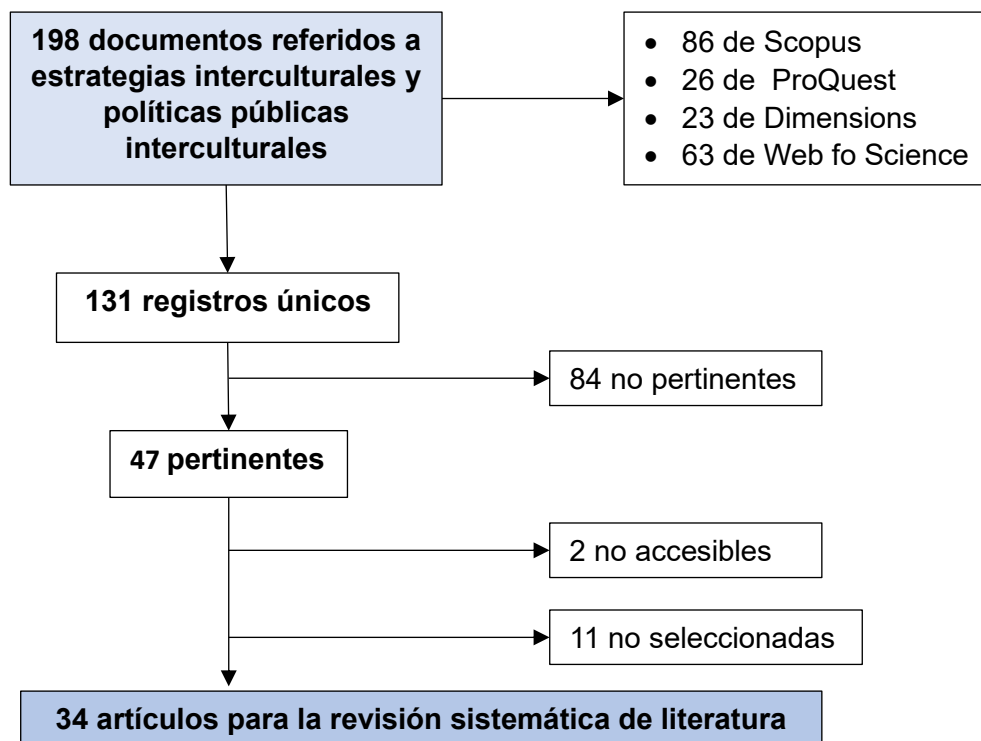 198 documentos referidos a
estrategias interculturales y
políticas públicas
interculturales
• 86 de Scopus
• 26 de ProQuest
• 23 de Dimensions
• 63 de Web fo Science
131 registros únicos
84 no pertinentes
47 pertinentes
2 no accesibles
11 no seleccionadas
34 artículos para la revisión sistemática de literatura